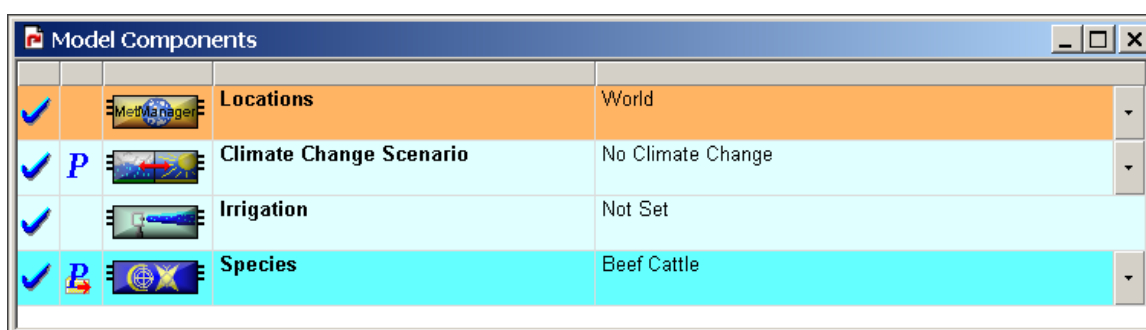 Model Components
MetManager
Locations
World
P
Climate Change Scenario
No Climate Change
Irrigation
Not Set
P
Species
Beef Cattle